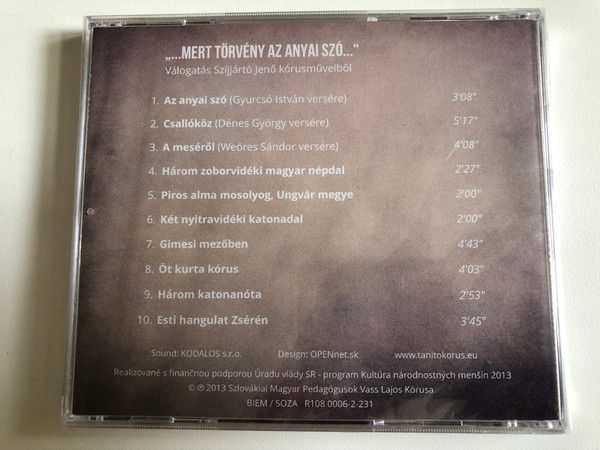 „...MERT TÖRVÉNY AZ ANYAI SZÓ...“
Válogatás Szíjjártó Jenő kórusműveiből
1. Az anyai szó (Gyurcsó István versére) 3'08"
2. Csallóköz (Dénes György versére) 5'17"
3. A meséről (Weöres Sándor versére) 4'08"
4. Három zoborvidéki magyar népdal 2'27"
5. Piros alma mosolyog, Ungvár megye 2'00"
6. Két nyitravidéki katonadal 2'00"
7. Gímesi mezőben 4'43"
8. Öt kurta kórus 4'03"
9. Három katonanóta 2'53"
10. Esti hangulat Zsérén 3'45"
Sound: KODALOS s.r.o. Design: OPENnet.sk www.tanitokorus.eu
Realizované s finančnou podporou Úradu vlády SR - program Kultúra národnostných menšín 2013
© ℗ 2013 Szlovákiai Magyar Pedagógusok Vass Lajos Kórusa
BIEM / SOZA R108 0006-2-231